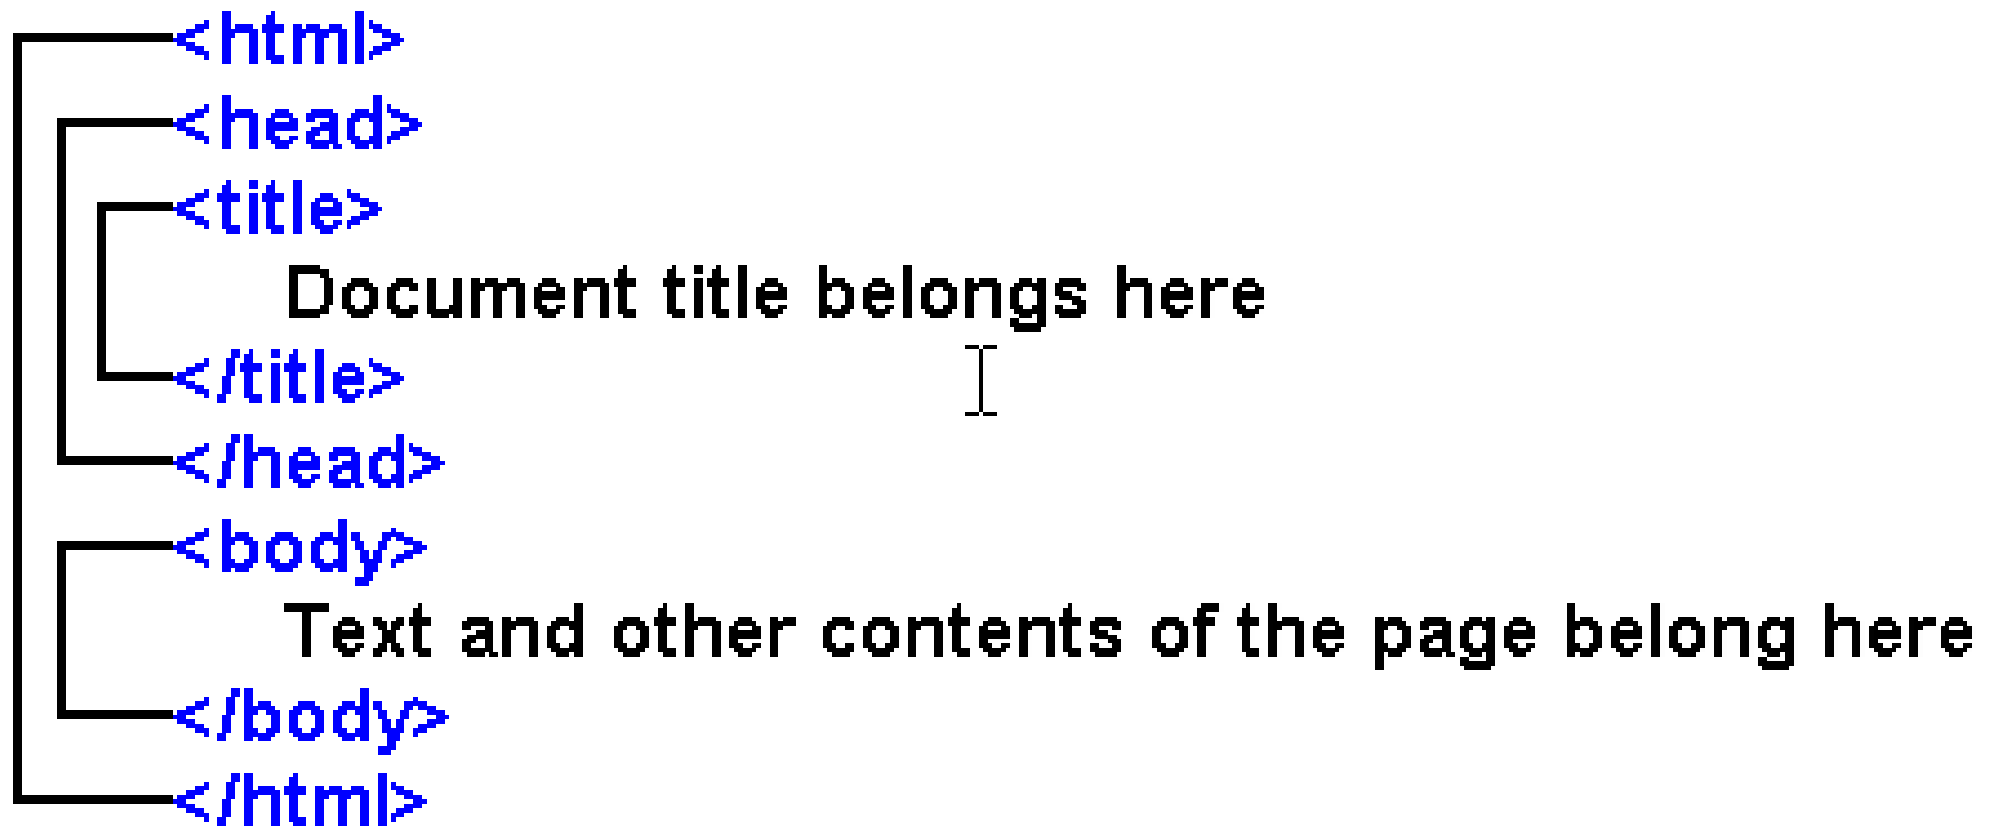 <html>
<head>
<title>
Document title belongs here
</title>
</head>
<body>
Text and other contents of the page belong here
</body>
</html>